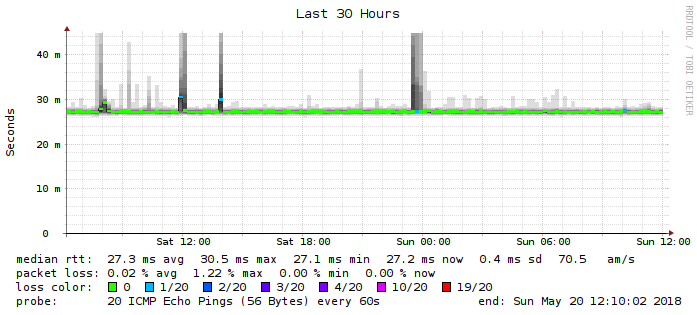 Last 30 Hours
RRDTOOL / TOBI OETIKER
Seconds
40 m
30 m
20 m
10 m
0
Sat 12:00 Sat 18:00 Sun 00:00 Sun 06:00 Sun 12:00
median rtt: 27.3 ms avg 30.5 ms max 27.1 ms min 27.2 ms now 0.4 ms sd 70.5 am/s
packet loss: 0.02 % avg 1.22 % max 0.00 % min 0.00 % now
loss color: 0 1/20 2/20 3/20 4/20 10/20 19/20
probe: 20 ICMP Echo Pings (56 Bytes) every 60s end: Sun May 20 12:10:02 2018